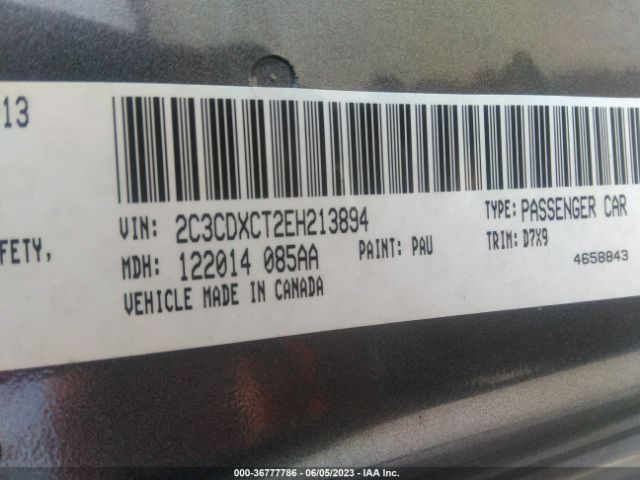 13
VIN: 2C3CDXCT2EH213894
TYPE: PASSENGER CAR
FETY,
MDH: 122014 085AA
PAINT: PAU
TRIM: D7X9
VEHICLE MADE IN CANADA
4658843
000-36777786 - 06/05/2023 - IAA Inc.